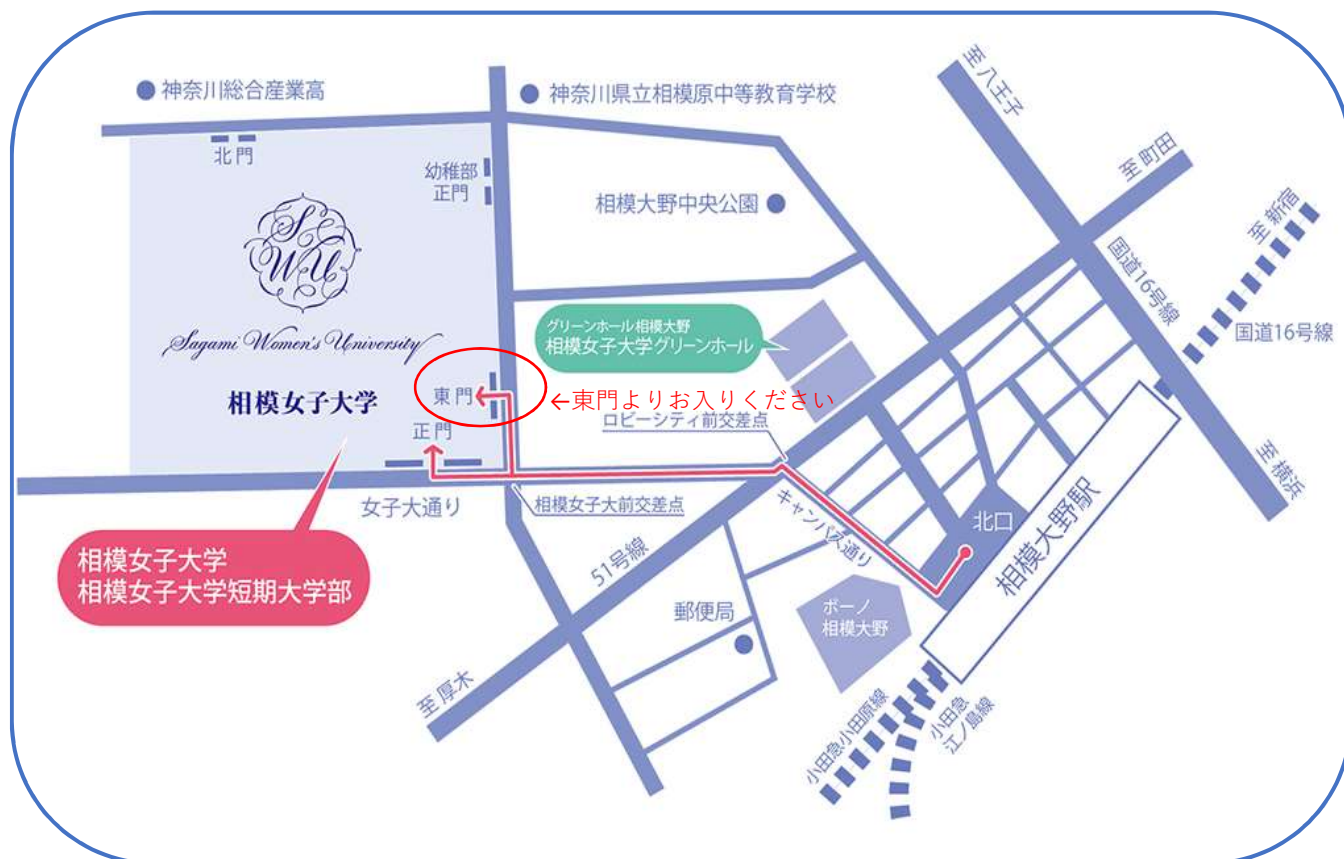 神奈川総合産業高
神奈川県立相模原中等教育学校
至八王子
至町田
至新宿
北門
幼稚部
正門
相模大野中央公園
国道16号線
国道16号線
SWU
Sagami Women's University
相模女子大学
グリーンホール相模大野
相模女子大学グリーンホール
東門
←東門よりお入りください
ロビーシティ前交差点
正門
至横浜
女子大通り
相模女子大前交差点
キャンパス通り
北口
相模大野駅
相模女子大学
相模女子大学短期大学部
51号線
郵便局
ボーノ
相模大野
至厚木
小田急小田原線
小田急
江ノ島線